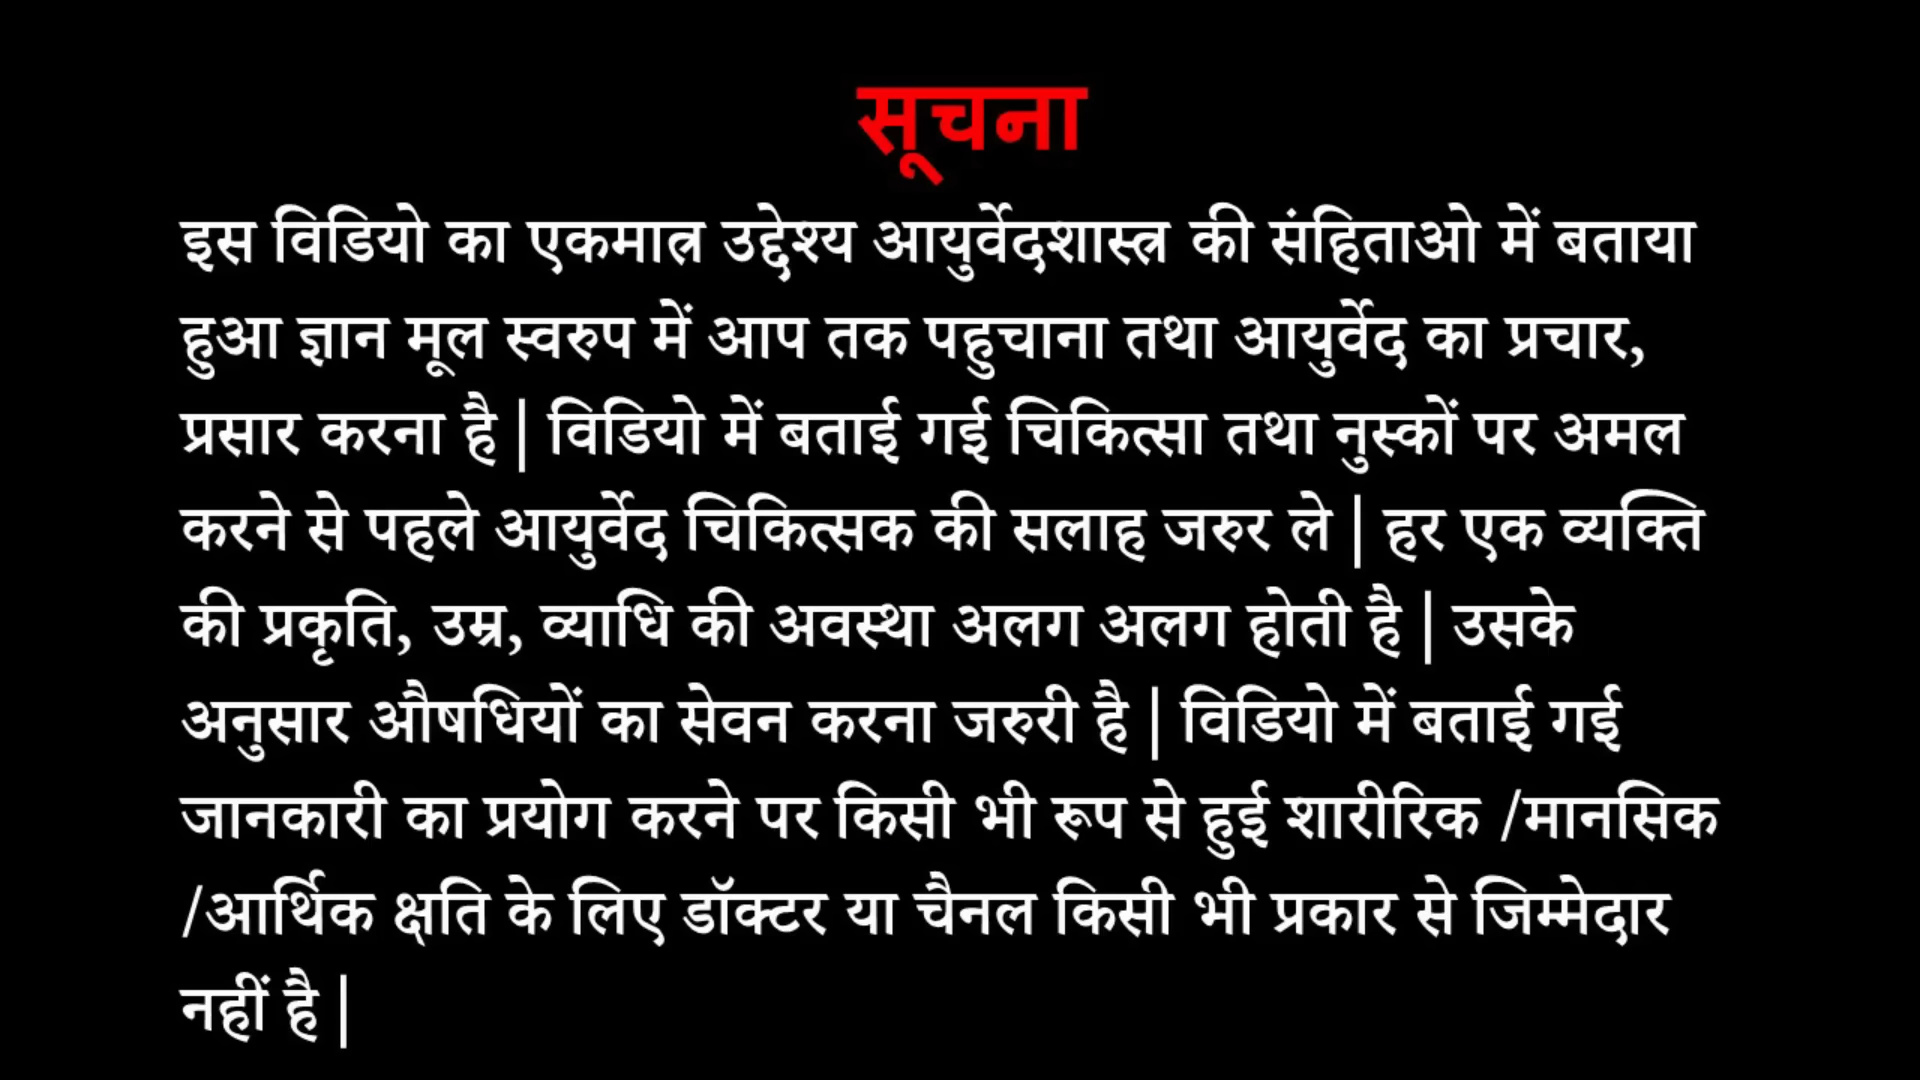 सूचना
इस विडियो का एकमात्र उद्देश्य आयुर्वेदशास्त्र की संहिताओ में बताया
हुआ ज्ञान मूल स्वरुप में आप तक पहुचाना तथा आयुर्वेद का प्रचार,
प्रसार करना है | विडियो में बताई गई चिकित्सा तथा नुस्कों पर अमल
करने से पहले आयुर्वेद चिकित्सक की सलाह जरुर ले | हर एक व्यक्ति
की प्रकृति, उम्र, व्याधि की अवस्था अलग अलग होती है | उसके
अनुसार औषधियों का सेवन करना जरुरी है | विडियो में बताई गई
जानकारी का प्रयोग करने पर किसी भी रूप से हुई शारीरिक /मानसिक
/आर्थिक क्षति के लिए डॉक्टर या चैनल किसी भी प्रकार से जिम्मेदार
नहीं है |